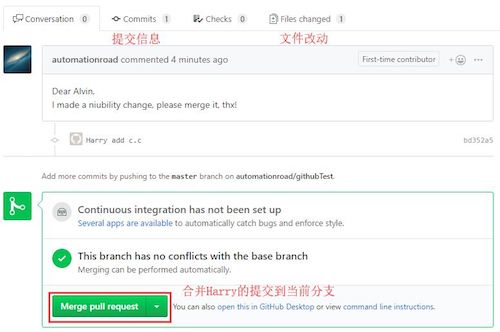 Conversation 0 Commits 1 Checks 0 Files changed 1
提交信息 文件改动
automationroad commented 4 minutes ago First-time contributor
Dear Alvin.
I made a niubility change, please merge it, thx!
Harry add c.c bd352a5
Add more commits by pushing to the master branch on automationroad/githubTest.
Continuous integration has not been set up
Several apps are available to automatically catch bugs and enforce style.
This branch has no conflicts with the base branch
Merging can be performed automatically.
合并Harry的提交到当前分支
Merge pull request You can also open this in GitHub Desktop or view command line instructions.